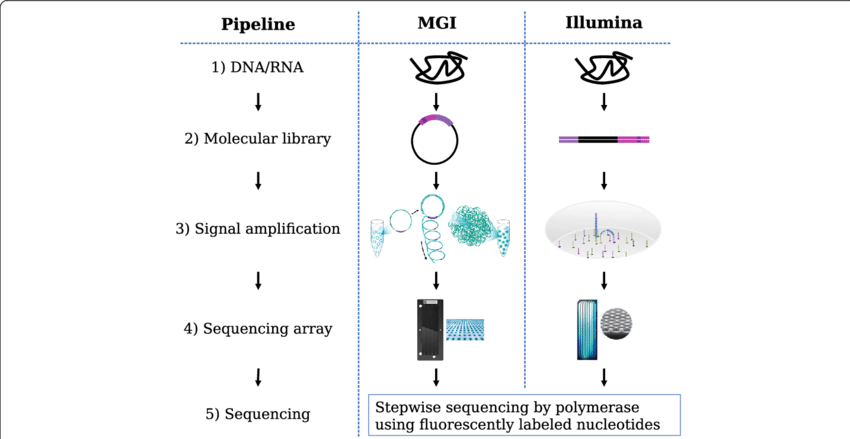 Pipeline MGI Illumina
1) DNA/RNA
2) Molecular library
3) Signal amplification
4) Sequencing array
5) Sequencing
Stepwise sequencing by polymerase
using fluorescently labeled nucleotides